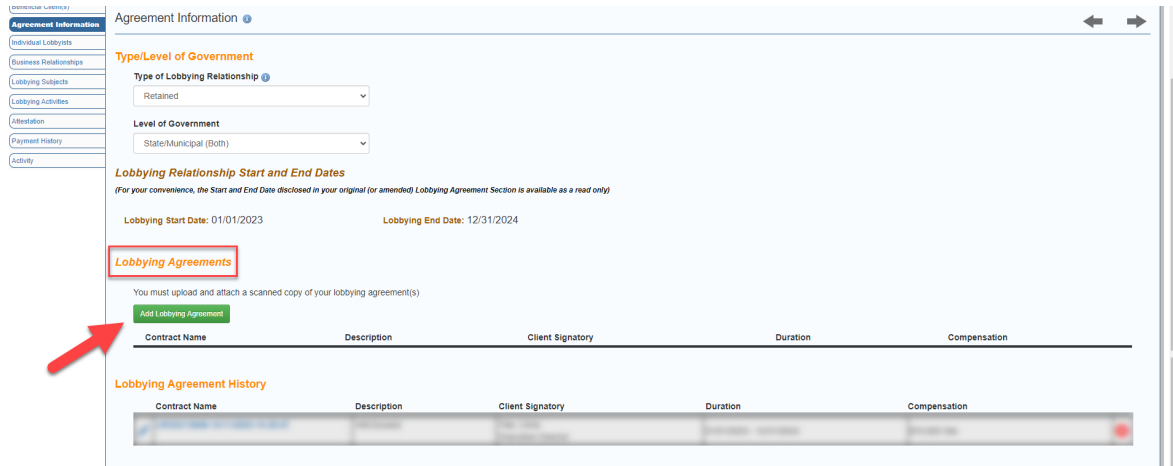 Beneficial Client(s)
Agreement Information
Individual Lobbyists
Business Relationships
Lobbying Subjects
Lobbying Activities
Attestation
Payment History
Activity
Agreement Information
Type/Level of Government
Type of Lobbying Relationship
Retained
Level of Government
State/Municipal (Both)
Lobbying Relationship Start and End Dates
(For your convenience, the Start and End Date disclosed in your original (or amended) Lobbying Agreement Section is available as a read only)
Lobbying Start Date: 01/01/2023 Lobbying End Date: 12/31/2024
Lobbying Agreements
You must upload and attach a scanned copy of your lobbying agreement(s)
Add Lobbying Agreement
Contract Name Description Client Signatory Duration Compensation
Lobbying Agreement History
Contract Name Description Client Signatory Duration Compensation